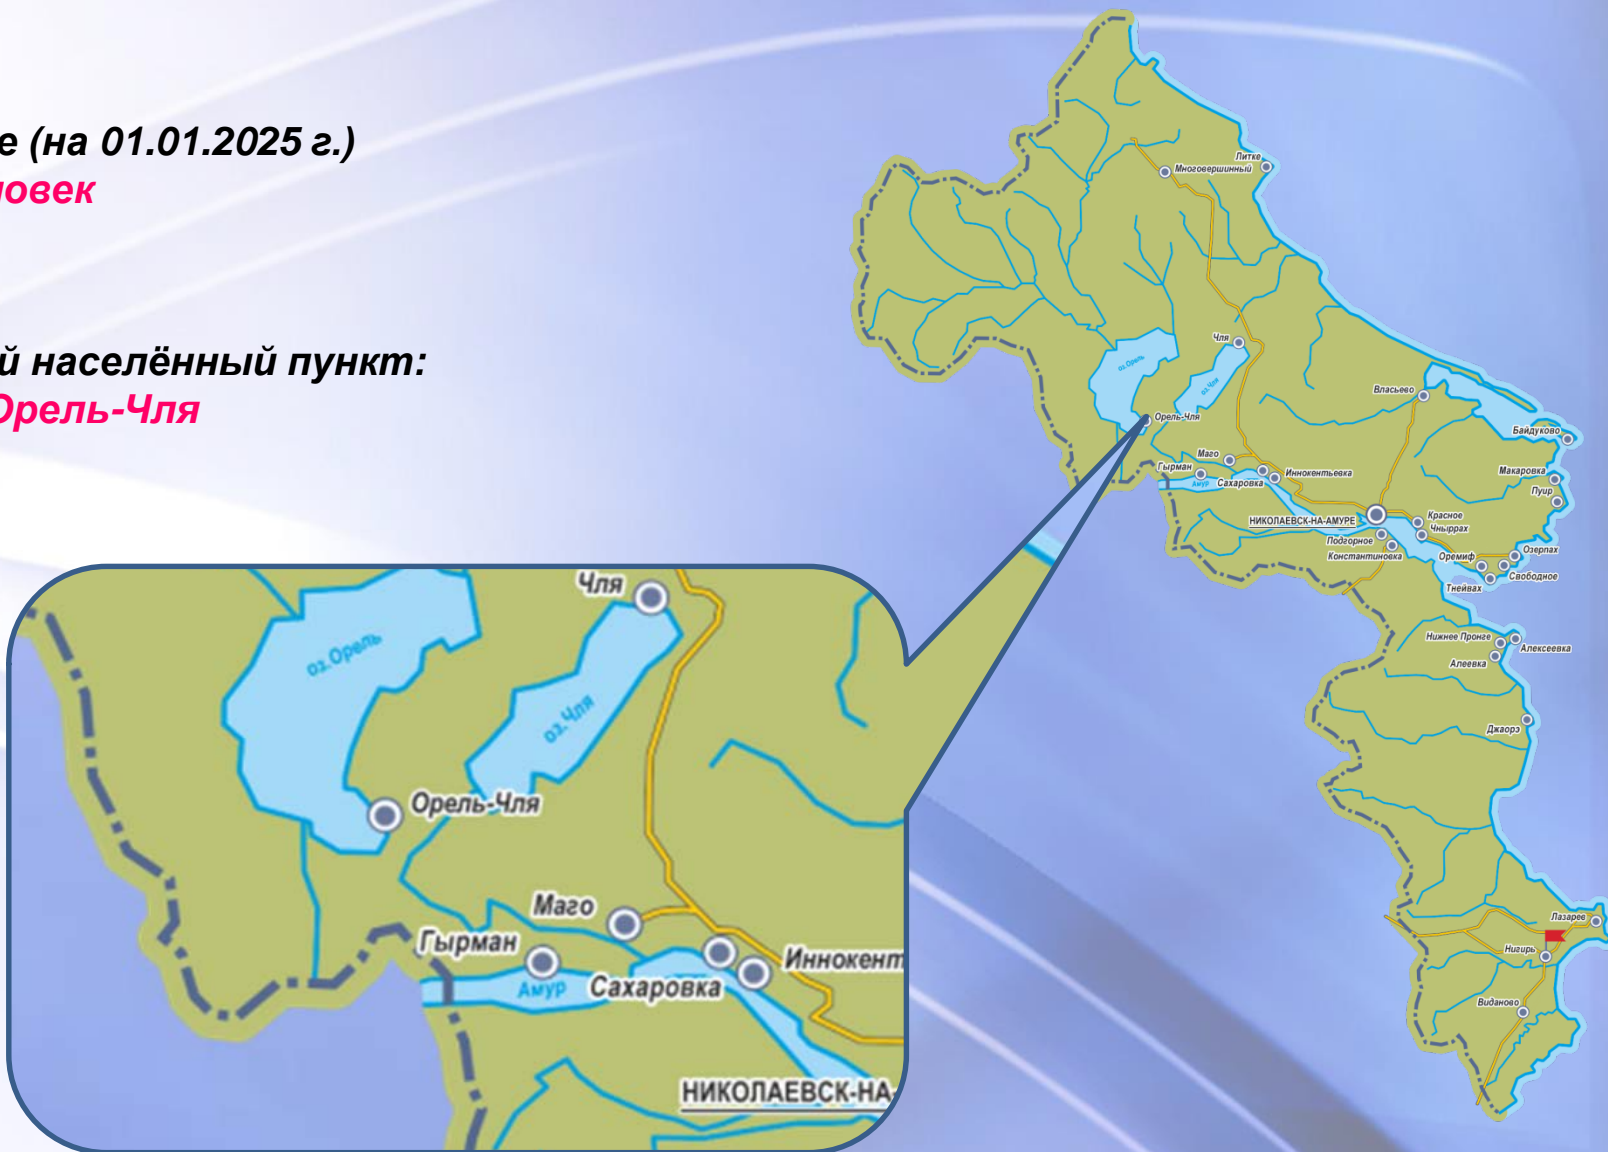 е (на 01.01.2025 г.)
ловек
й населённый пункт:
Орель-Чля
Литке
Многовершинный
Чля
оз.Орель
оз.Чля
Власьево
Орель-Чля
Байдуково
Маго
Гырман
Иннокентьевка
Макаровка
Амур
Сахаровка
Пуир
НИКОЛАЕВСК-НА-АМУРЕ
Красное
Чныррах
Подгорное
Константиновка
Оремиф
Озерпах
Свободное
Тнейвах
Нижнее Пронге
Алексеевка
Алеевка
Джаорэ
Лазарев
Нигирь
Виданово
Чля
оз.Орель
оз.Чля
Орель-Чля
Маго
Гырман
Иннокент
Амур
Сахаровка
НИКОЛАЕВСК-НА-